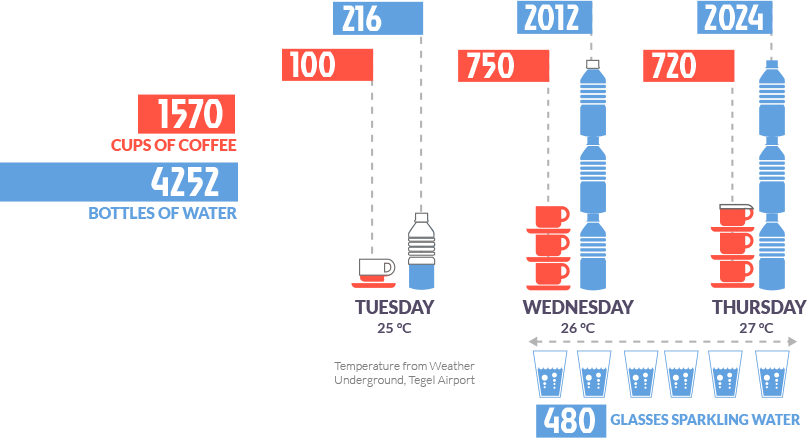 216
2012
2024
100
750
720
1570
CUPS OF COFFEE
4252
BOTTLES OF WATER
TUESDAY
WEDNESDAY
THURSDAY
25 °C
26 °C
27 °C
Temperature from Weather
Underground, Tegel Airport
480
GLASSES SPARKLING WATER